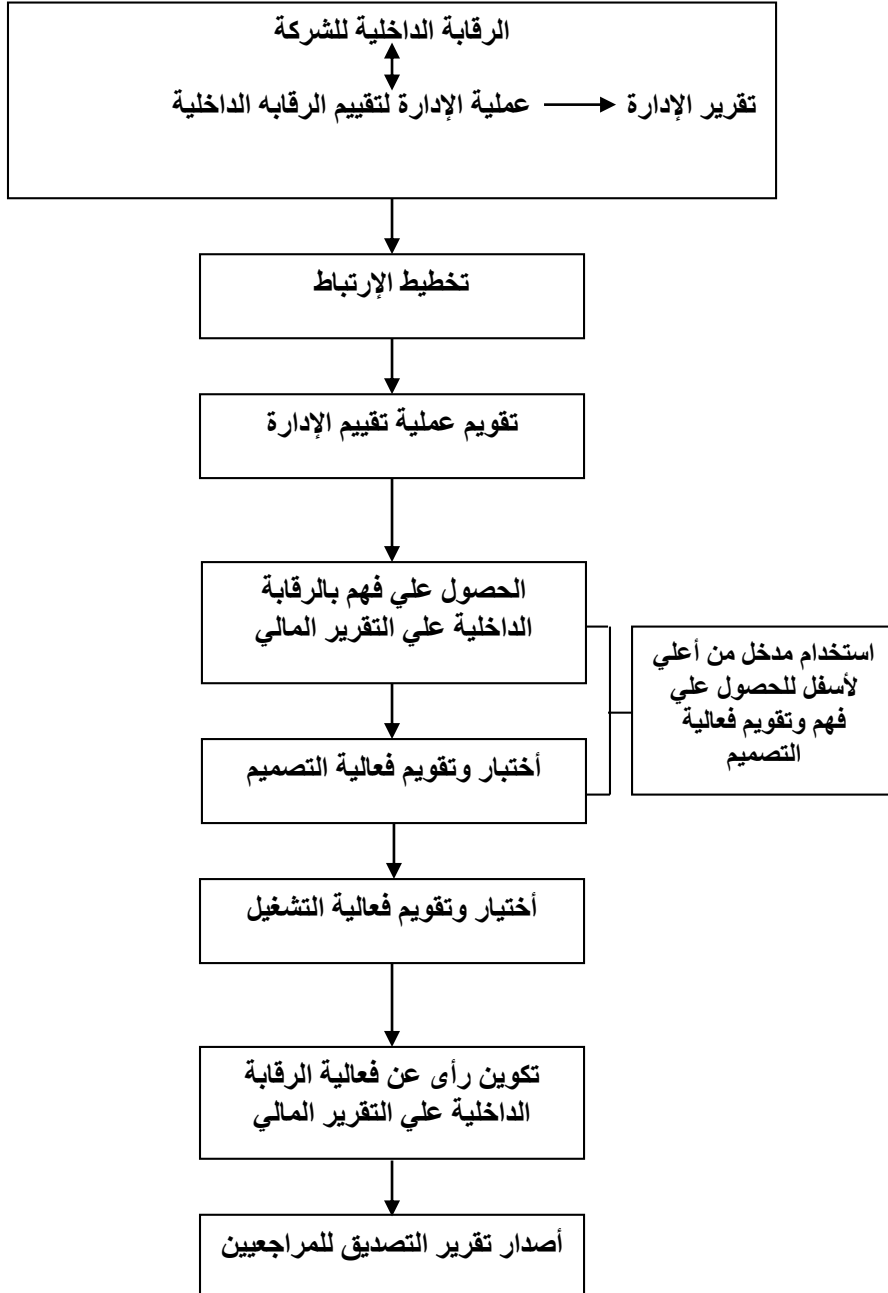 الرقابة الداخلية للشركة
عملية الإدارة لتقييم الرقابه الداخلية
تقرير الإدارة
تخطيط الإرتباط
تقويم عملية تقييم الإدارة
الحصول علي فهم بالرقابة
الداخلية علي التقرير المالي
استخدام مدخل من أعلي
لأسفل للحصول علي
فهم وتقويم فعالية
التصميم
أختبار وتقويم فعالية التصميم
أختيار وتقويم فعالية التشغيل
تكوين رأى عن فعالية الرقابة
الداخلية علي التقرير المالي
أصدار تقرير التصديق للمراجعيين